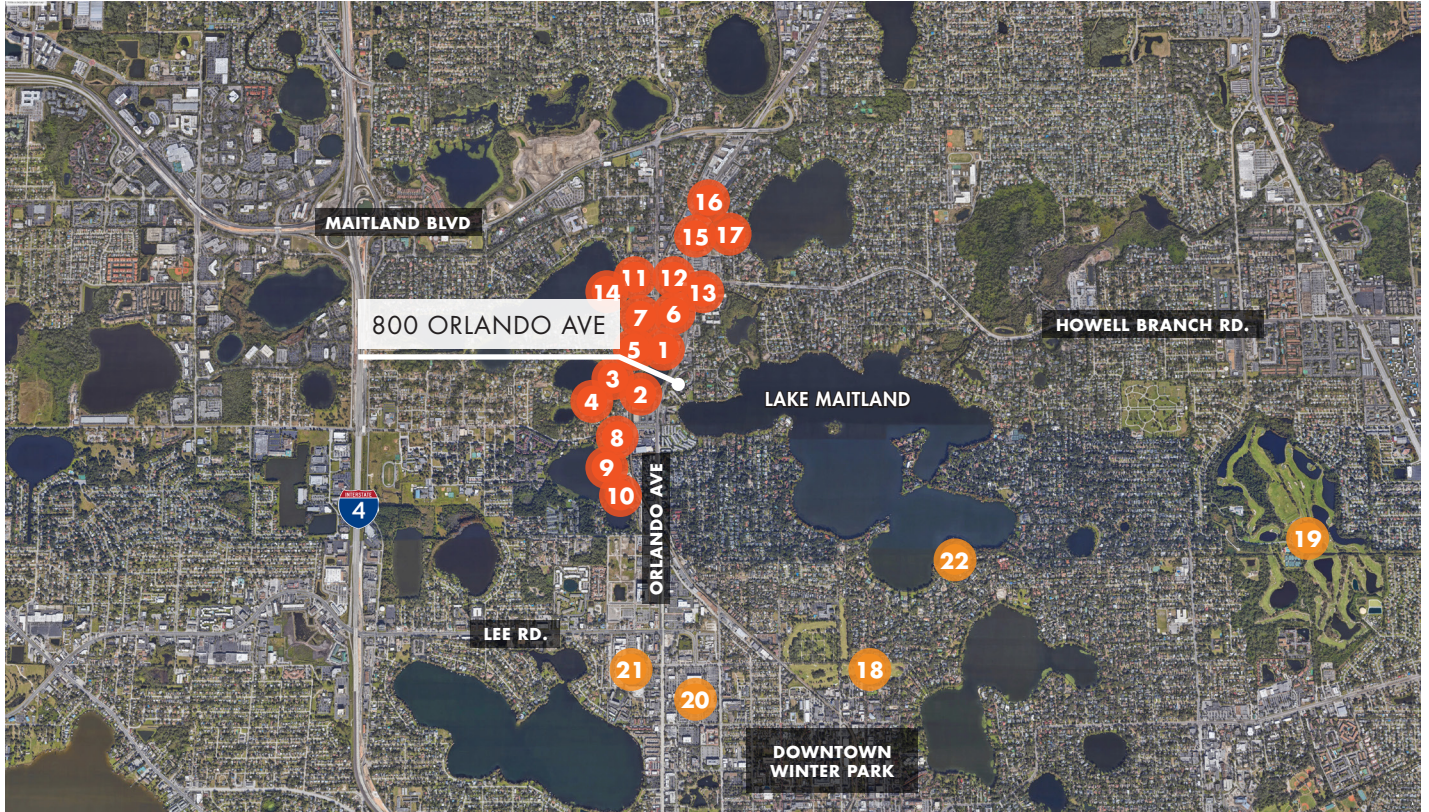 16
15
17
MAITLAND BLVD
11
12
14
13
7
6
800 ORLANDO AVE
HOWELL BRANCH RD.
5
1
3
2
4
LAKE MAITLAND
8
9
10
ORLANDO AVE
INTERSTATE
4
19
22
LEE RD.
21
18
20
DOWNTOWN
WINTER PARK